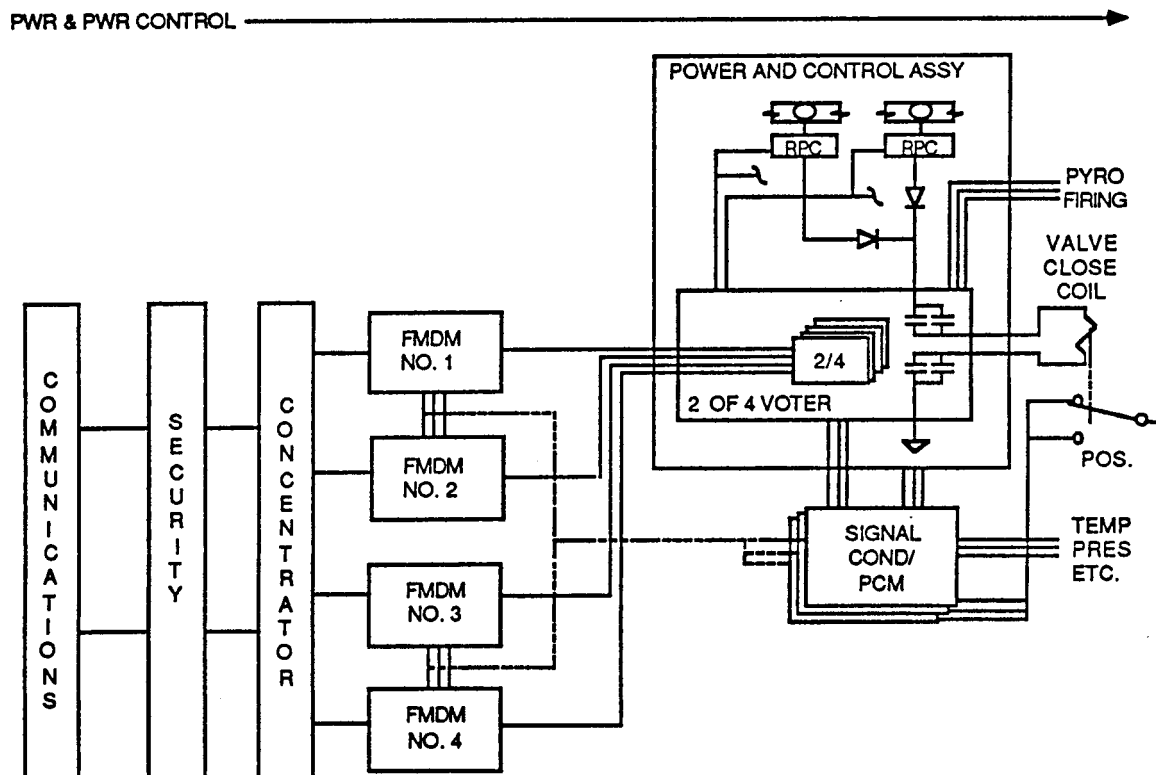 PWR & PWR CONTROL
POWER AND CONTROL ASSY
RPC
RPC
PYRO
FIRING
VALVE
CLOSE
COIL
COMMUNICATIONS
SECURITY
CONCENTRATOR
FMDM
NO. 1
2/4
2 OF 4 VOTER
FMDM
NO. 2
POS.
SIGNAL
COND/
PCM
TEMP
PRES
ETC.
FMDM
NO. 3
FMDM
NO. 4